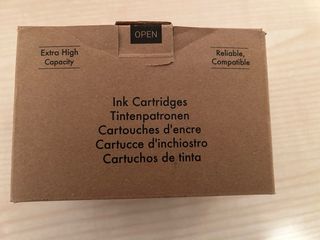 OPEN
Extra High
Capacity
Reliable,
Compatible
Ink Cartridges
Tintenpatronen
Cartouches d'encre
Cartucce d'inchiostro
Cartuchos de tinta